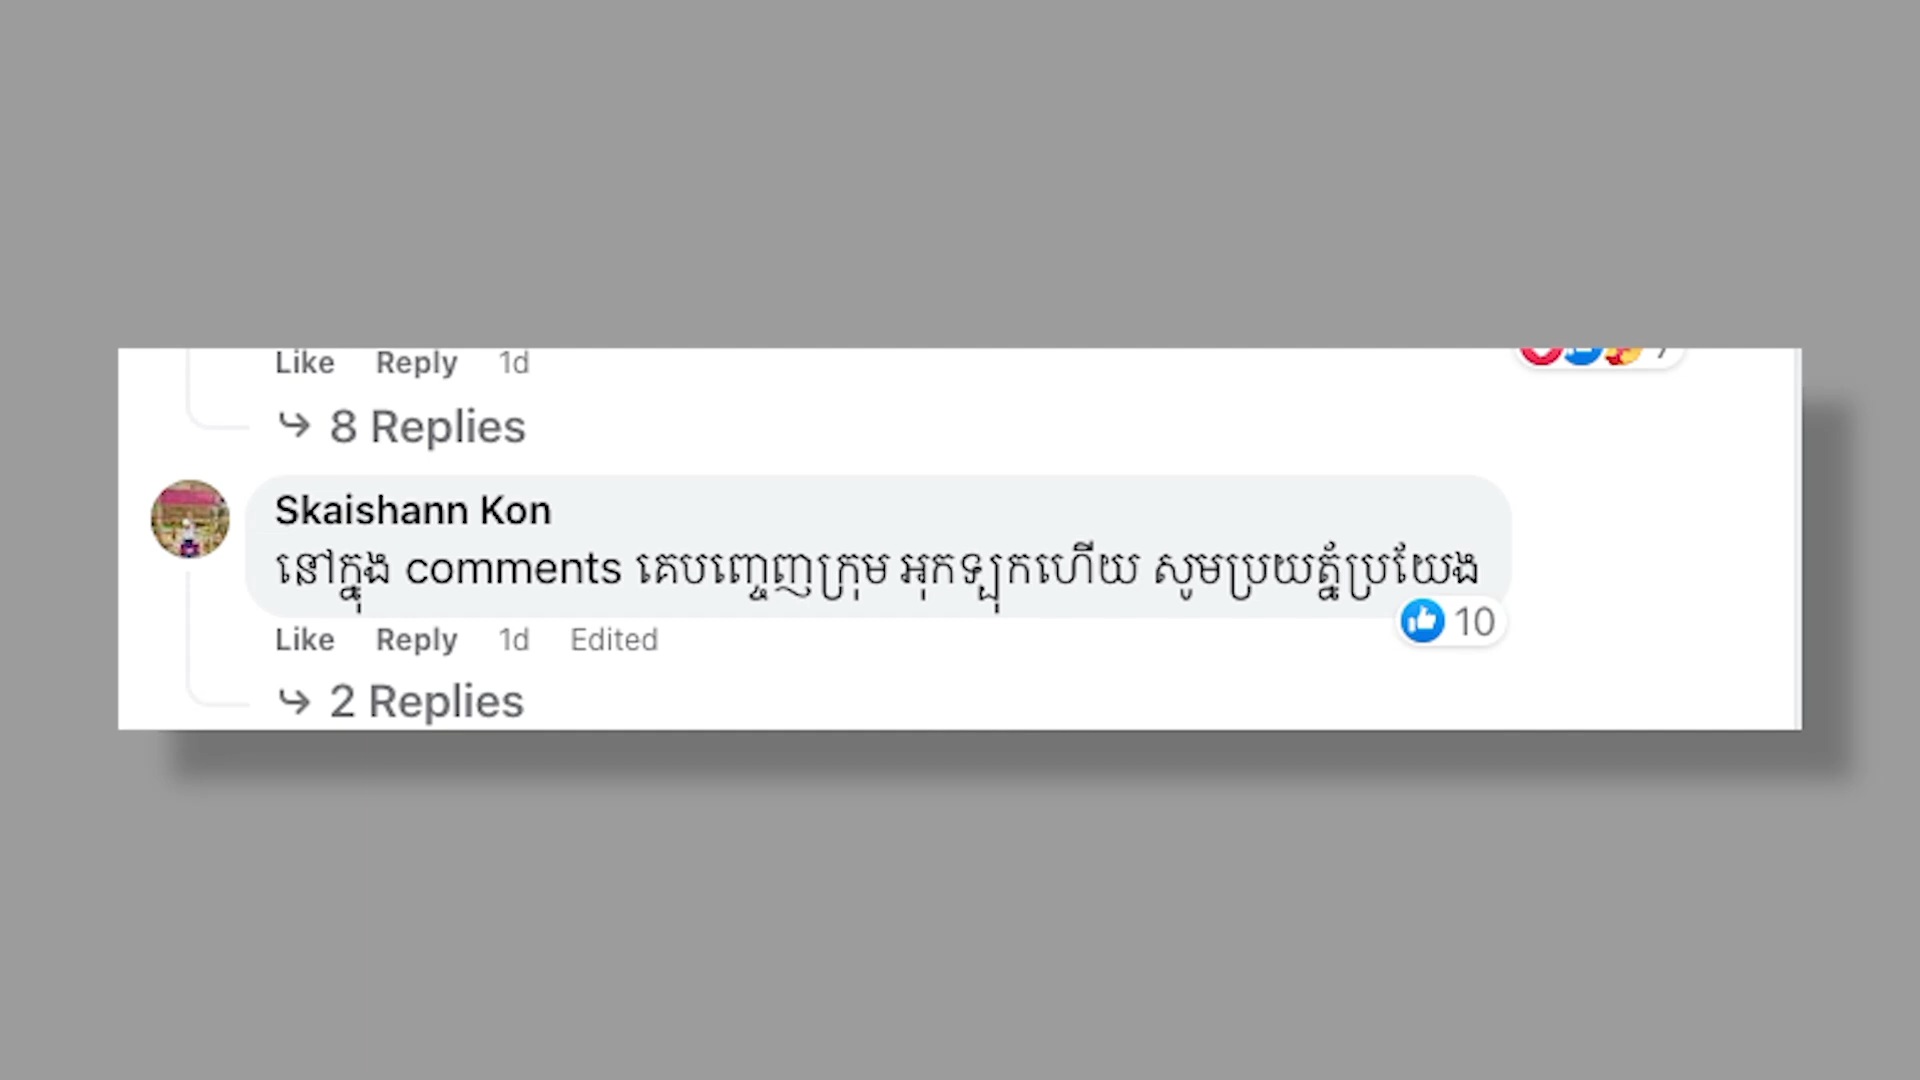 Like Reply 1d
8 Replies
Skaishann Kon
នៅក្នុង comments គេបញ្ចេញក្រុម អុកឡុកហើយ សូមប្រយត្ន័ប្រយែង
10
Like Reply 1d Edited
2 Replies